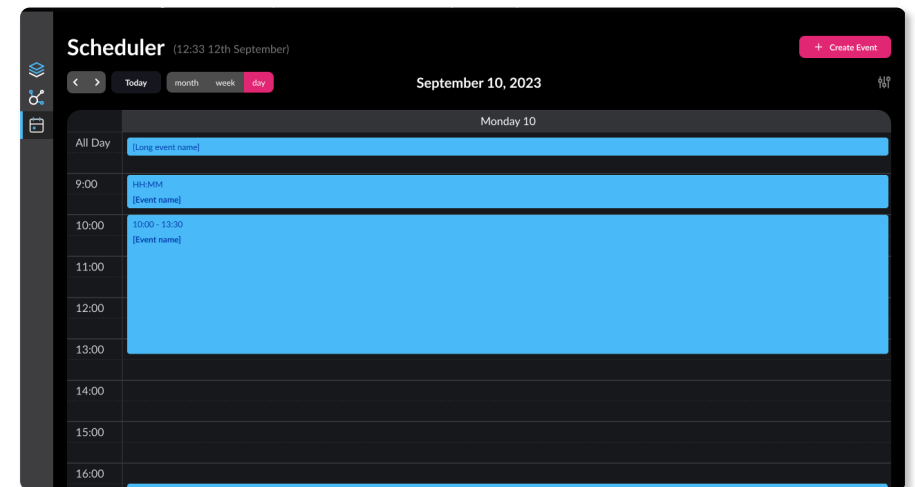 Scheduler (12:33 12th September)
+ Create Event
Today month week day
September 10, 2023
Monday 10
All Day
[Long event name]
9:00
HH:MM
[Event name]
10:00
10:00 - 13:30
[Event name]
11:00
12:00
13:00
14:00
15:00
16:00